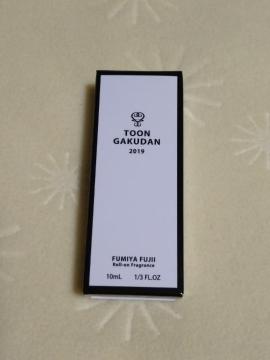 TOON
GAKUDAN
2019
FUMIYA FUJII
Roll-on Fragrance
10mL 1/3 FL.OZ